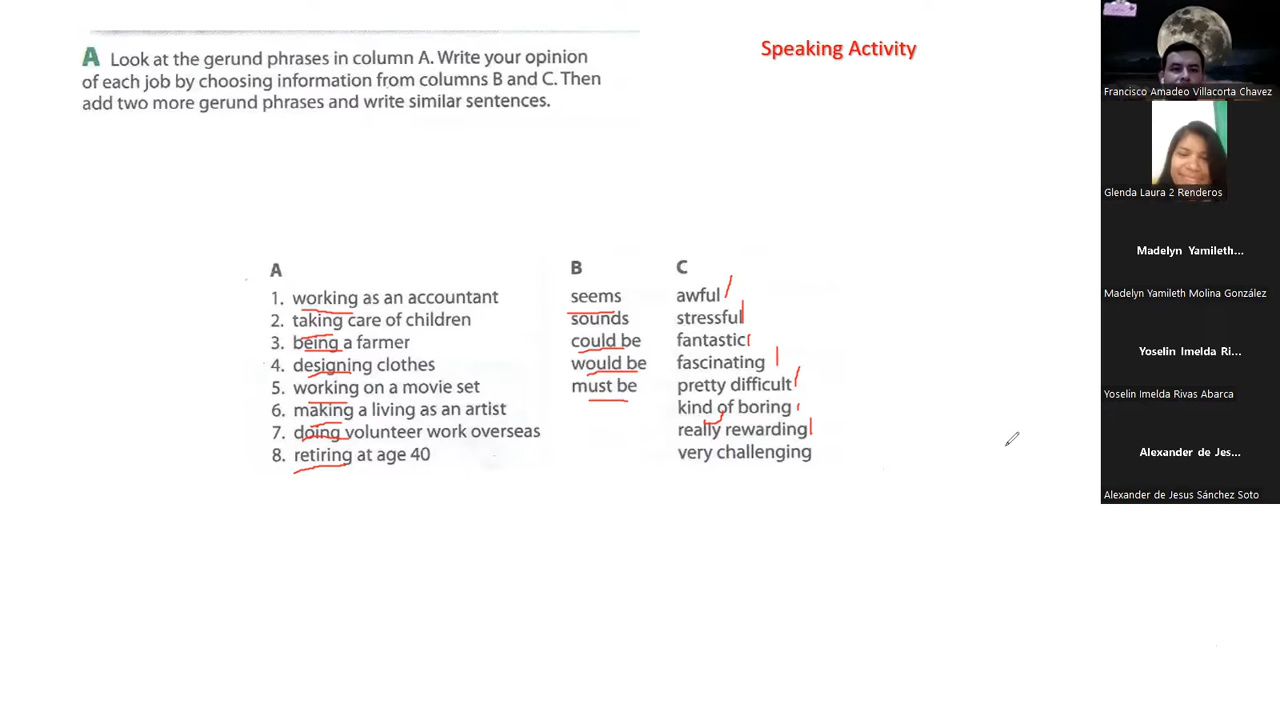 Speaking Activity
A Look at the gerund phrases in column A. Write your opinion
of each job by choosing information from columns B and C. Then
add two more gerund phrases and write similar sentences.
A
1. working as an accountant
2. taking care of children
3. being a farmer
4. designing clothes
5. working on a movie set
6. making a living as an artist
7. doing volunteer work overseas
8. retiring at age 40
B
seems
sounds
could be
would be
must be
C
awful
stressful
fantastic
fascinating
pretty difficult
kind of boring
really rewarding
very challenging
Francisco Amadeo Villacorta Chavez
Glenda Laura 2 Renderos
Madelyn Yamileth...
Madelyn Yamileth Molina González
Yoselin Imelda Ri...
Yoselin Imelda Rivas Abarca
Alexander de Jes...
Alexander de Jesus Sánchez Soto